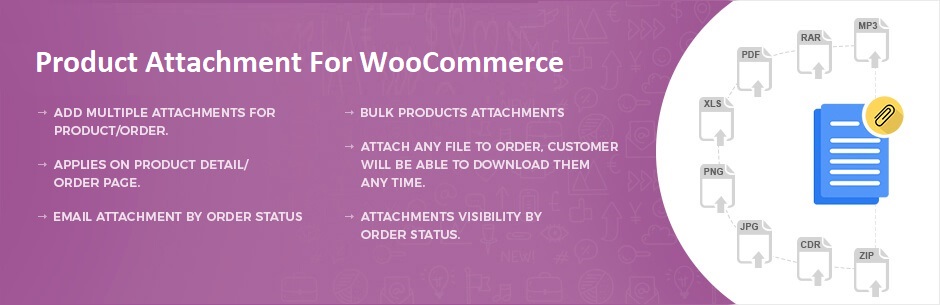 Product Attachment For WooCommerce
→ ADD MULTIPLE ATTACHMENTS FOR
PRODUCT/ORDER.
→ APPLIES ON PRODUCT DETAIL/
ORDER PAGE.
→ EMAIL ATTACHMENT BY ORDER STATUS
→ BULK PRODUCTS ATTACHMENTS
→ ATTACH ANY FILE TO ORDER, CUSTOMER
WILL BE ABLE TO DOWNLOAD THEM
ANY TIME.
→ ATTACHMENTS VISIBILITY BY
ORDER STATUS.
MP3
RAR
PDF
XLS
PNG
JPG
CDR
ZIP
NEW!